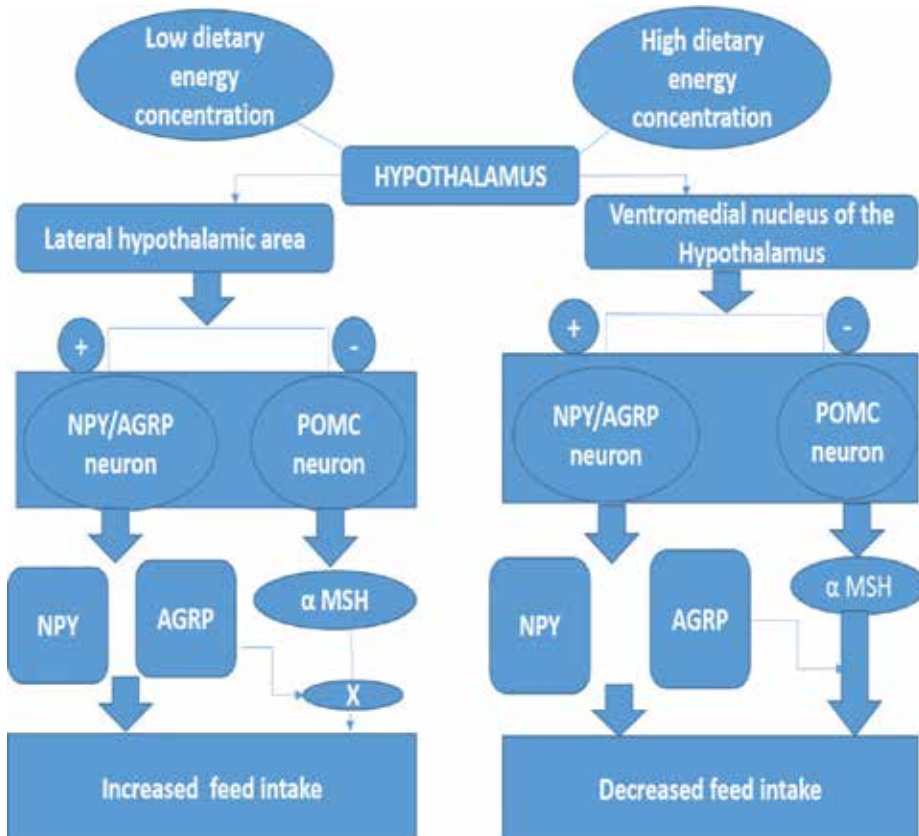 Low dietary
energy
concentration
High dietary
energy
concentration
HYPOTHALAMUS
Lateral hypothalamic area
Ventromedial nucleus of the
Hypothalamus
+
-
+
-
NPY/AGRP
neuron
POMC
neuron
NPY/AGRP
neuron
POMC
neuron
NPY
AGRP
α MSH
X
NPY
AGRP
α MSH
Increased feed intake
Decreased feed intake